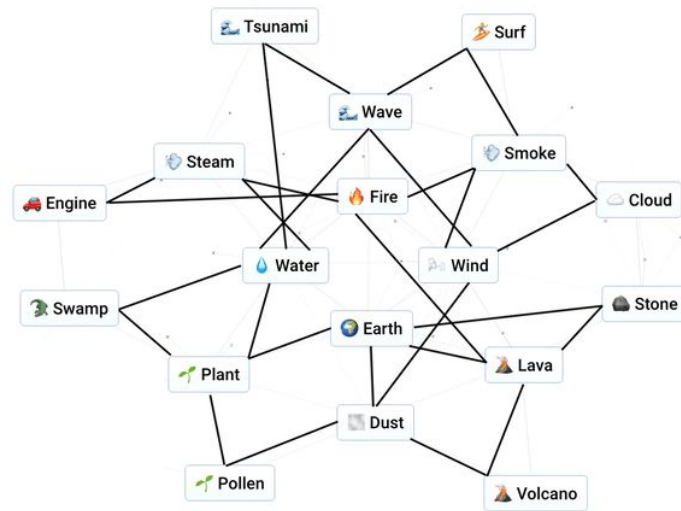 Tsunami
Surf
Wave
Steam
Smoke
Engine
Fire
Cloud
Water
Wind
Swamp
Earth
Stone
Plant
Lava
Dust
Pollen
Volcano